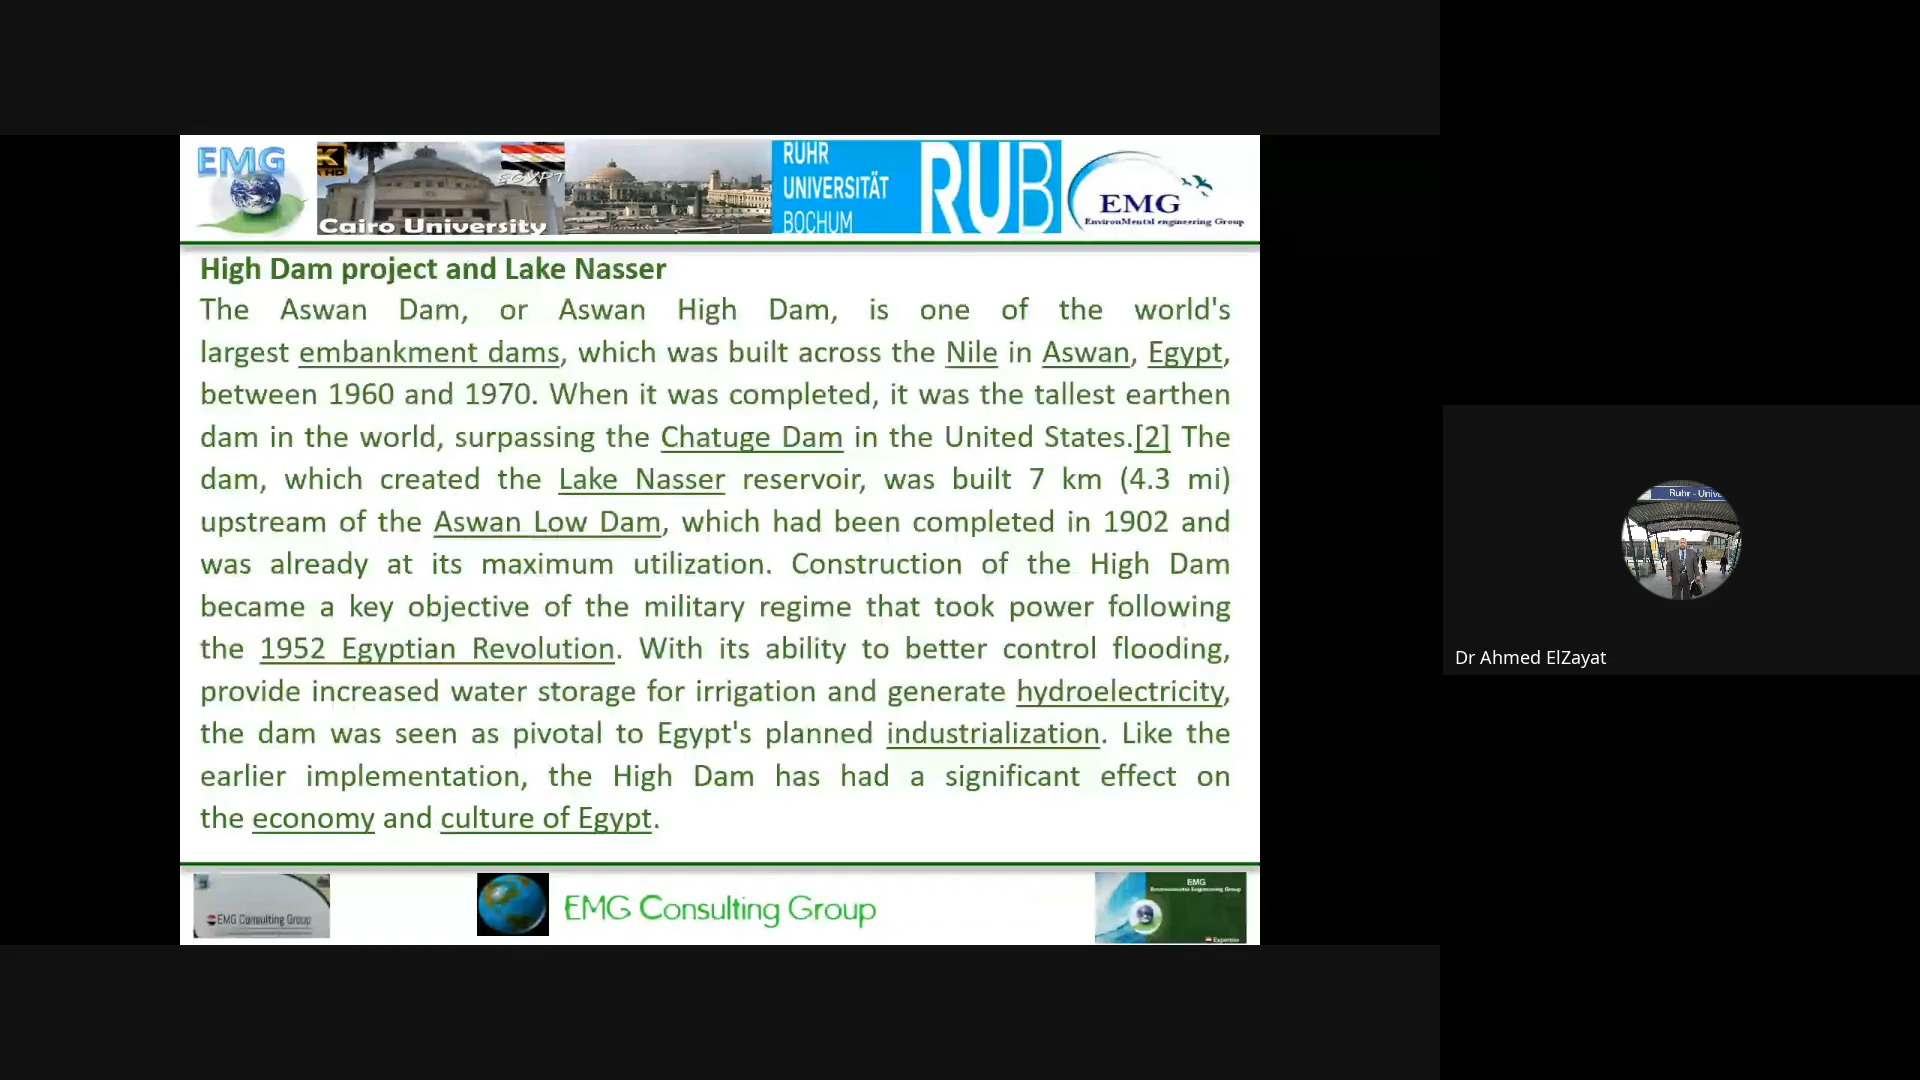 EMG
K
HD
EGYPT
Cairo University
RUHR
UNIVERSITÄT
BOCHUM
RUB
EMG
EnvironMental engineering Group
High Dam project and Lake Nasser
The Aswan Dam, or Aswan High Dam, is one of the world's
largest embankment dams, which was built across the Nile in Aswan, Egypt,
between 1960 and 1970. When it was completed, it was the tallest earthen
dam in the world, surpassing the Chatuge Dam in the United States.[2] The
dam, which created the Lake Nasser reservoir, was built 7 km (4.3 mi)
upstream of the Aswan Low Dam, which had been completed in 1902 and
was already at its maximum utilization. Construction of the High Dam
became a key objective of the military regime that took power following
the 1952 Egyptian Revolution. With its ability to better control flooding,
provide increased water storage for irrigation and generate hydroelectricity,
the dam was seen as pivotal to Egypt's planned industrialization. Like the
earlier implementation, the High Dam has had a significant effect on
the economy and culture of Egypt.
EMG Consulting Group
EMG Consulting Group
EMG
Environmental Engineering Group
Expertise
Ruhr - Unive
Dr Ahmed ElZayat